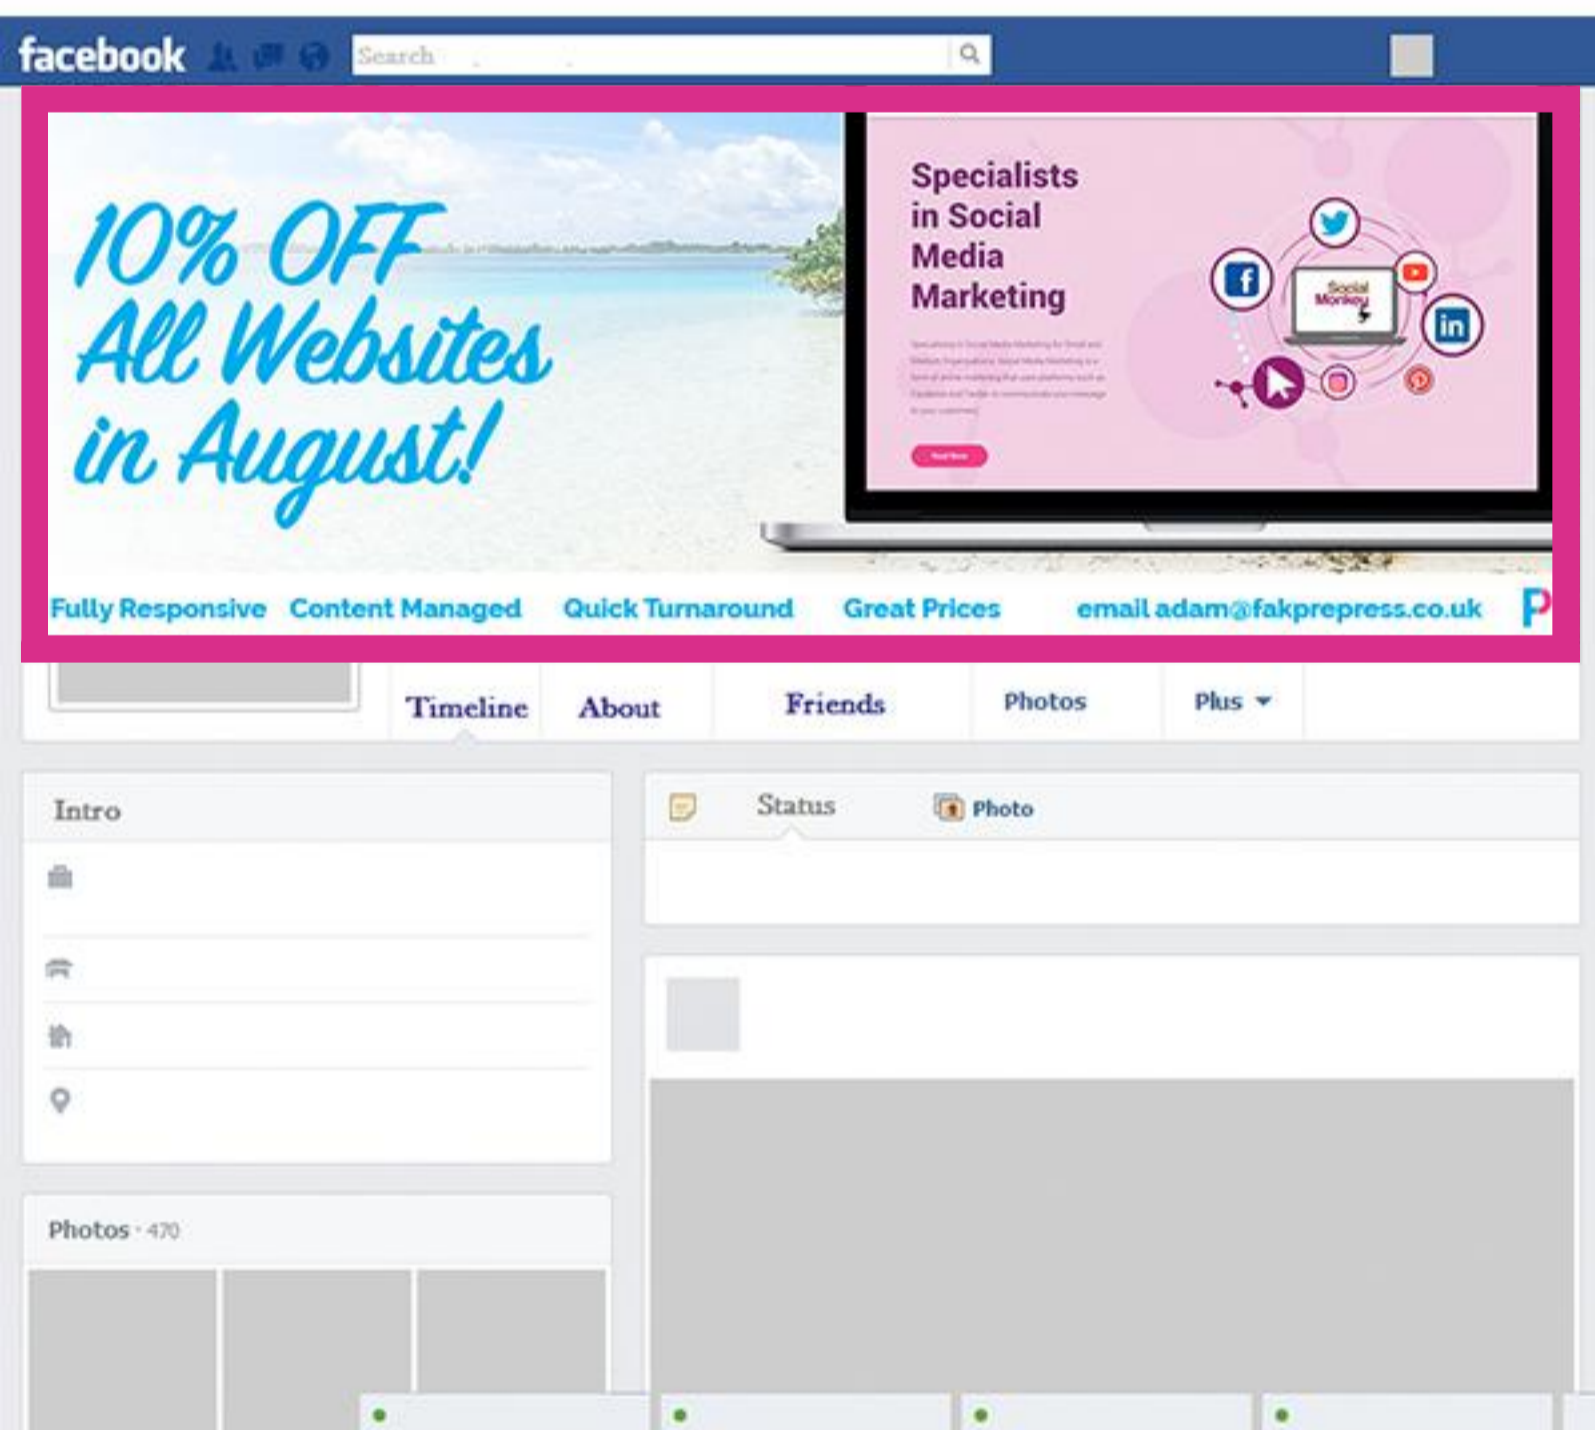 facebook
Search
10% OFF
All Websites
in August!
Specialists
in Social
Media
Marketing
Social
Monkey
Fully Responsive Content Managed Quick Turnaround Great Prices email adam@fakprepress.co.uk P
Timeline About Friends Photos Plus
Intro
Status Photo
Photos · 470